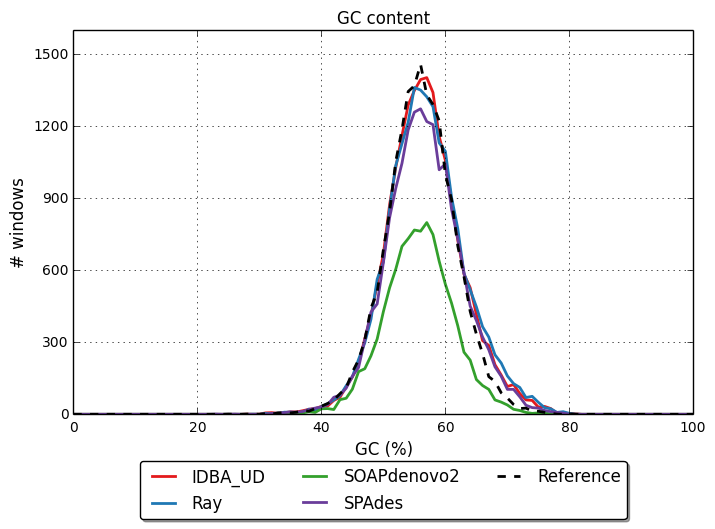 GC content
1500
1200
900
600
300
0
# windows
0 20 40 60 80 100
GC (%)
IDBA_UD SOAPdenovo2 Reference
Ray SPAdes